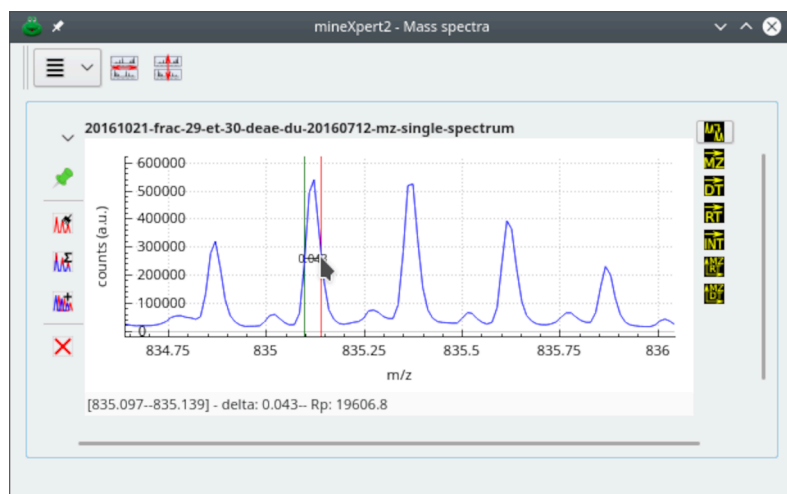 mineXpert2 - Mass spectra
20161021-frac-29-et-30-deae-du-20160712-mz-single-spectrum
600000
500000
400000
300000
200000
100000
0
counts (a.u.)
0.043
834.75 835 835.25 835.5 835.75 836
m/z
[835.097--835.139] - delta: 0.043-- Rp: 19606.8
MZ
DT
RT
INT